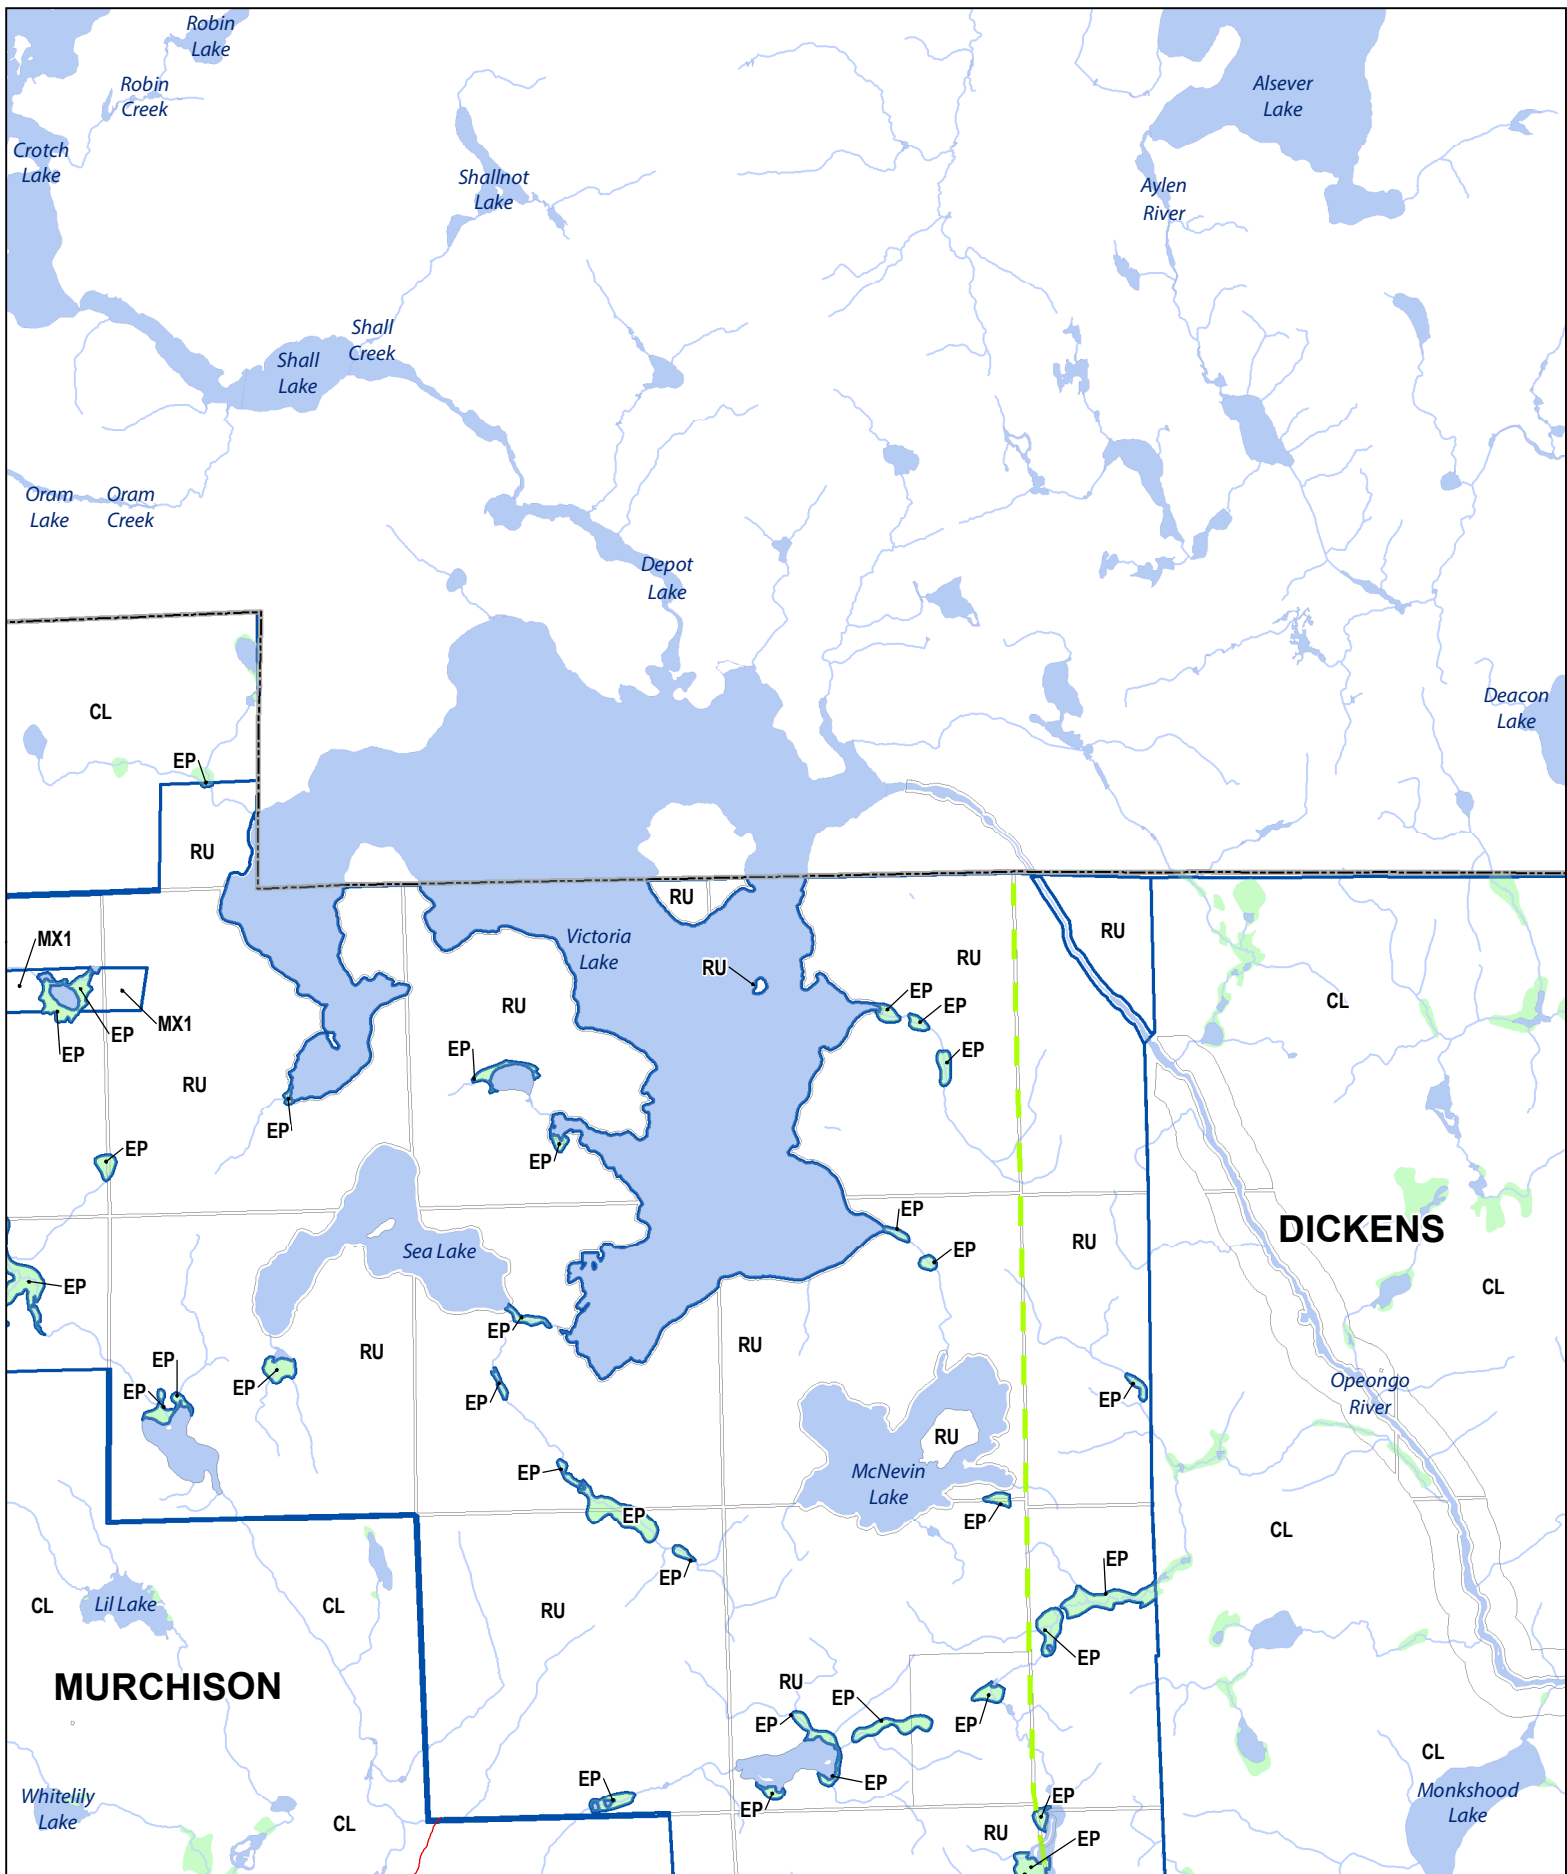 Robin
Lake
Robin
Creek
Alsever
Lake
Crotch
Lake
Shallnot
Lake
Aylen
River
Shall
Creek
Shall
Lake
Oram
Lake
Oram
Creek
Depot
Lake
CL
Deacon
Lake
EP
RU
RU
MX1
Victoria
Lake
RU
RU
RU
RU
EP
EP
CL
MX1
EP
EP
EP
EP
RU
EP
EP
EP
EP
EP
RU
DICKENS
Sea Lake
EP
EP
CL
EP
RU
RU
EP
EP
EP
EP
EP
Opeongo
River
EP
RU
McNevin
Lake
EP
EP
EP
CL
EP
EP
CL
Lil Lake
CL
RU
EP
MURCHISON
RU
EP
EP
EP
CL
EP
EP
EP
Monkshood
Lake
Whitelily
Lake
CL
EP
EP
RU
EP